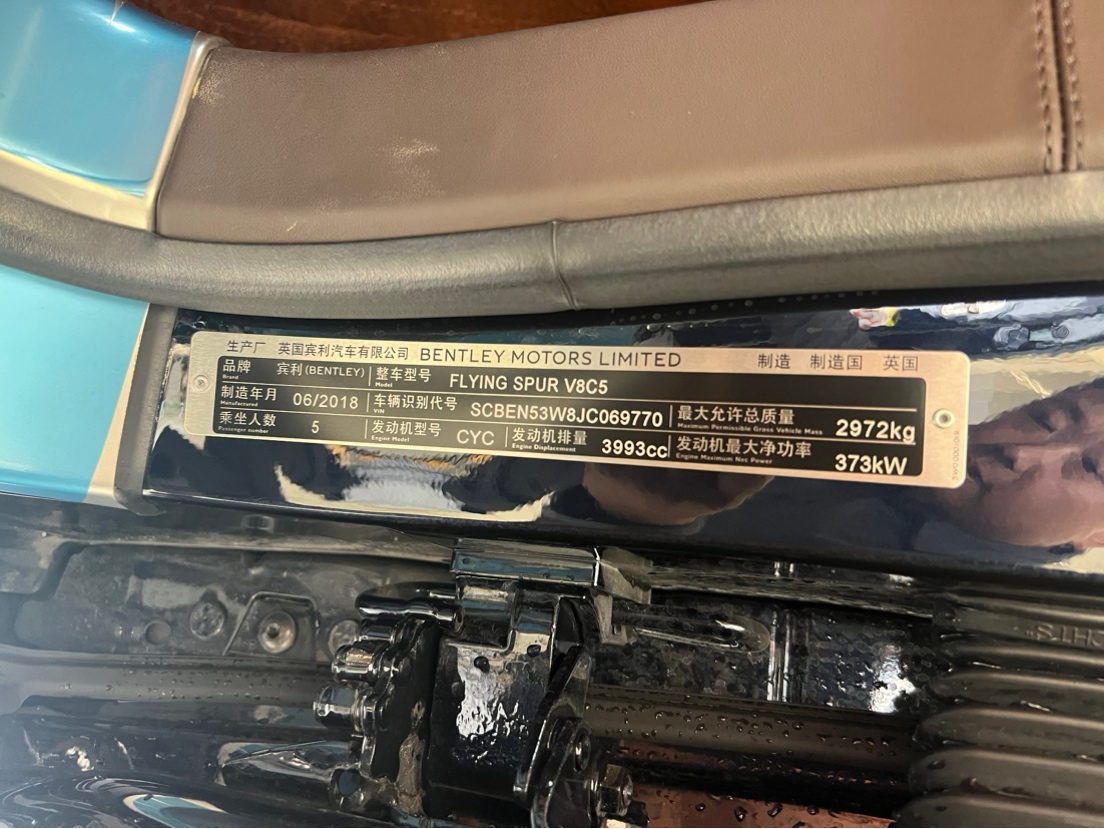 生产厂 英国宾利汽车有限公司 BENTLEY MOTORS LIMITED 制造 制造国 英国
品牌 宾利(BENTLEY) 整车型号 FLYING SPUR V8C5
Brand Model
制造年月 06/2018 车辆识别代号 SCBEN53W8JC069770 最大允许总质量 2972kg
Manufactured VIN Maximum Permissible Gross Vehicle Mass
乘坐人数 5 发动机型号 CYC 发动机排量 3993cc 发动机最大净功率 373kW
Passenger number Engine Model Engine Displacement Engine Maximum Net Power